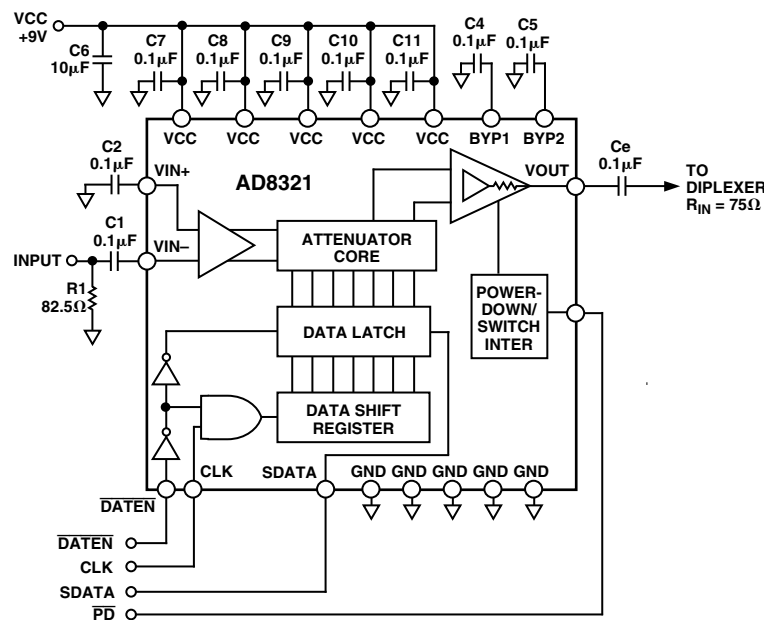 VCC
+9V
C6
10µF
C7
0.1µF
C8
0.1µF
C9
0.1µF
C10
0.1µF
C11
0.1µF
C4
0.1µF
C5
0.1µF
VCC
VCC
VCC
VCC
VCC
BYP1
BYP2
C2
0.1µF
VIN+
AD8321
VOUT
Ce
0.1µF
TO
DIPLEXER
R_IN = 75Ω
C1
0.1µF
VIN–
INPUT
R1
82.5Ω
ATTENUATOR
CORE
POWER-
DOWN/
SWITCH
INTER
DATA LATCH
DATA SHIFT
REGISTER
DATEN
CLK
SDATA
GND
GND
GND
GND
GND
DATEN
CLK
SDATA
PD